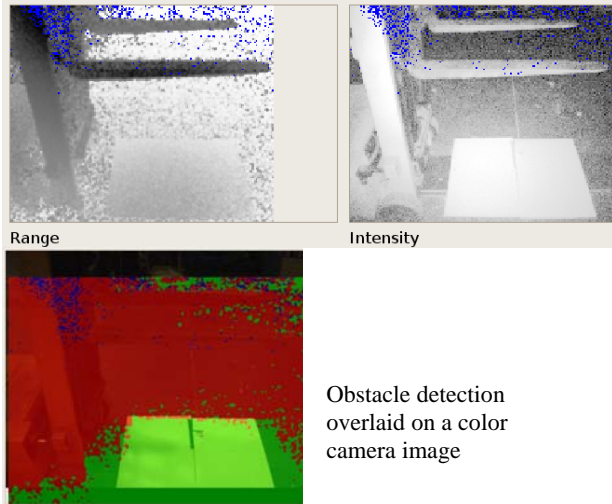 Range
Intensity
Obstacle detection
overlaid on a color
camera image